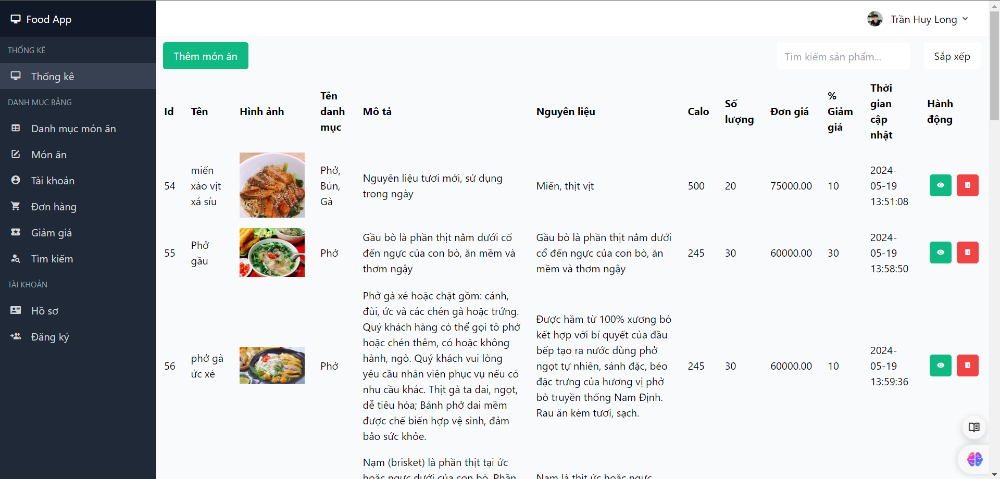 Food App
Trần Huy Long
THỐNG KÊ
Thống kê
DANH MỤC BẢNG
Danh mục món ăn
Món ăn
Tài khoản
Đơn hàng
Giảm giá
Tìm kiếm
TÀI KHOẢN
Hồ sơ
Đăng ký
Thêm món ăn
Tìm kiếm sản phẩm...
Sắp xếp
Id
Tên
Hình ảnh
Tên
danh
mục
Mô tả
Nguyên liệu
Calo
Số
lượng
Đơn giá
%
Giảm
giá
Thời
gian
cập
nhật
Hành
động
54
miến
xào vịt
xá síu
Phở,
Bún,
Gà
Nguyên liệu tươi mới, sử dụng
trong ngày
Miến, thịt vịt
500
20
75000.00
10
2024-
05-19
13:51:08
55
Phở
gầu
Phở
Gầu bò là phần thịt nằm dưới cổ
đến ngực của con bò, ăn mềm và
thơm ngậy
Gầu bò là phần thịt nằm dưới
cổ đến ngực của con bò, ăn
mềm và thơm ngậy
245
30
60000.00
30
2024-
05-19
13:58:50
56
phở gà
ức xé
Phở
Phở gà xé hoặc chặt gồm: cánh,
đùi, ức và các chén gà hoặc trứng.
Quý khách hàng có thể gọi tô phở
hoặc chén thêm, có hoặc không
hành, ngò. Quý khách vui lòng
yêu cầu nhân viên phục vụ nếu có
nhu cầu khác. Thịt gà ta dai, ngọt,
dễ tiêu hóa; Bánh phở dai mềm
được chế biến hợp vệ sinh, đảm
bảo sức khỏe.
Được hầm từ 100% xương bò
kết hợp với bí quyết của đầu
bếp tạo ra nước dùng phở
ngọt tự nhiên, sánh đặc, béo
đặc trưng của hương vị phở
bò truyền thống Nam Định.
Rau ăn kèm tươi, sạch.
245
30
60000.00
10
2024-
05-19
13:59:36
Nạm (brisket) là phần thịt tại ức
hoặc ngực dưới của con bò. Phần
Nạm là thịt ức hoặc ngực